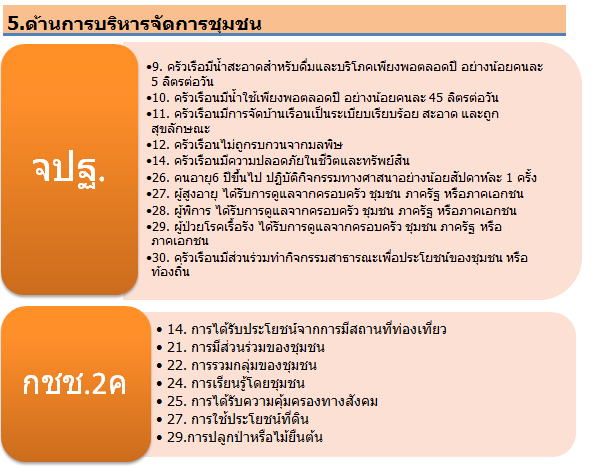 5.ด้านการบริหารจัดการชุมชน
จปฐ.
•9. ครัวเรือมีน้ำสะอาดสำหรับดื่มและบริโภคเพียงพอตลอดปี อย่างน้อยคนละ
5 ลิตรต่อวัน
•10. ครัวเรือนมีน้ำใช้เพียงพอตลอดปี อย่างน้อยคนละ 45 ลิตรต่อวัน
•11. ครัวเรือนมีการจัดบ้านเรือนเป็นระเบียบเรียบร้อย สะอาด และถูก
สุขลักษณะ
•12. ครัวเรือนไม่ถูกรบกวนจากมลพิษ
•14. ครัวเรือนมีความปลอดภัยในชีวิตและทรัพย์สิน
•26. คนอายุ6 ปีขึ้นไป ปฏิบัติกิจกรรมทางศาสนาอย่างน้อยสัปดาห์ละ 1 ครั้ง
•27. ผู้สูงอายุ ได้รับการดูแลจากครอบครัว ชุมชน ภาครัฐ หรือภาคเอกชน
•28. ผู้พิการ ได้รับการดูแลจากครอบครัว ชุมชน ภาครัฐ หรือภาคเอกชน
•29. ผู้ป่วยโรคเรื้อรัง ได้รับการดูแลจากครอบครัว ชุมชน ภาครัฐ หรือ
ภาคเอกชน
•30. ครัวเรือนมีส่วนร่วมทำกิจกรรมสาธารณะเพื่อประโยชน์ของชุมชน หรือ
ท้องถิ่น
กชช.2ค
• 14. การได้รับประโยชน์จากการมีสถานที่ท่องเที่ยว
• 21. การมีส่วนร่วมของชุมชน
• 22. การรวมกลุ่มของชุมชน
• 24. การเรียนรู้โดยชุมชน
• 25. การได้รับความคุ้มครองทางสังคม
• 27. การใช้ประโยชน์ที่ดิน
• 29.การปลูกป่าหรือไม้ยืนต้น